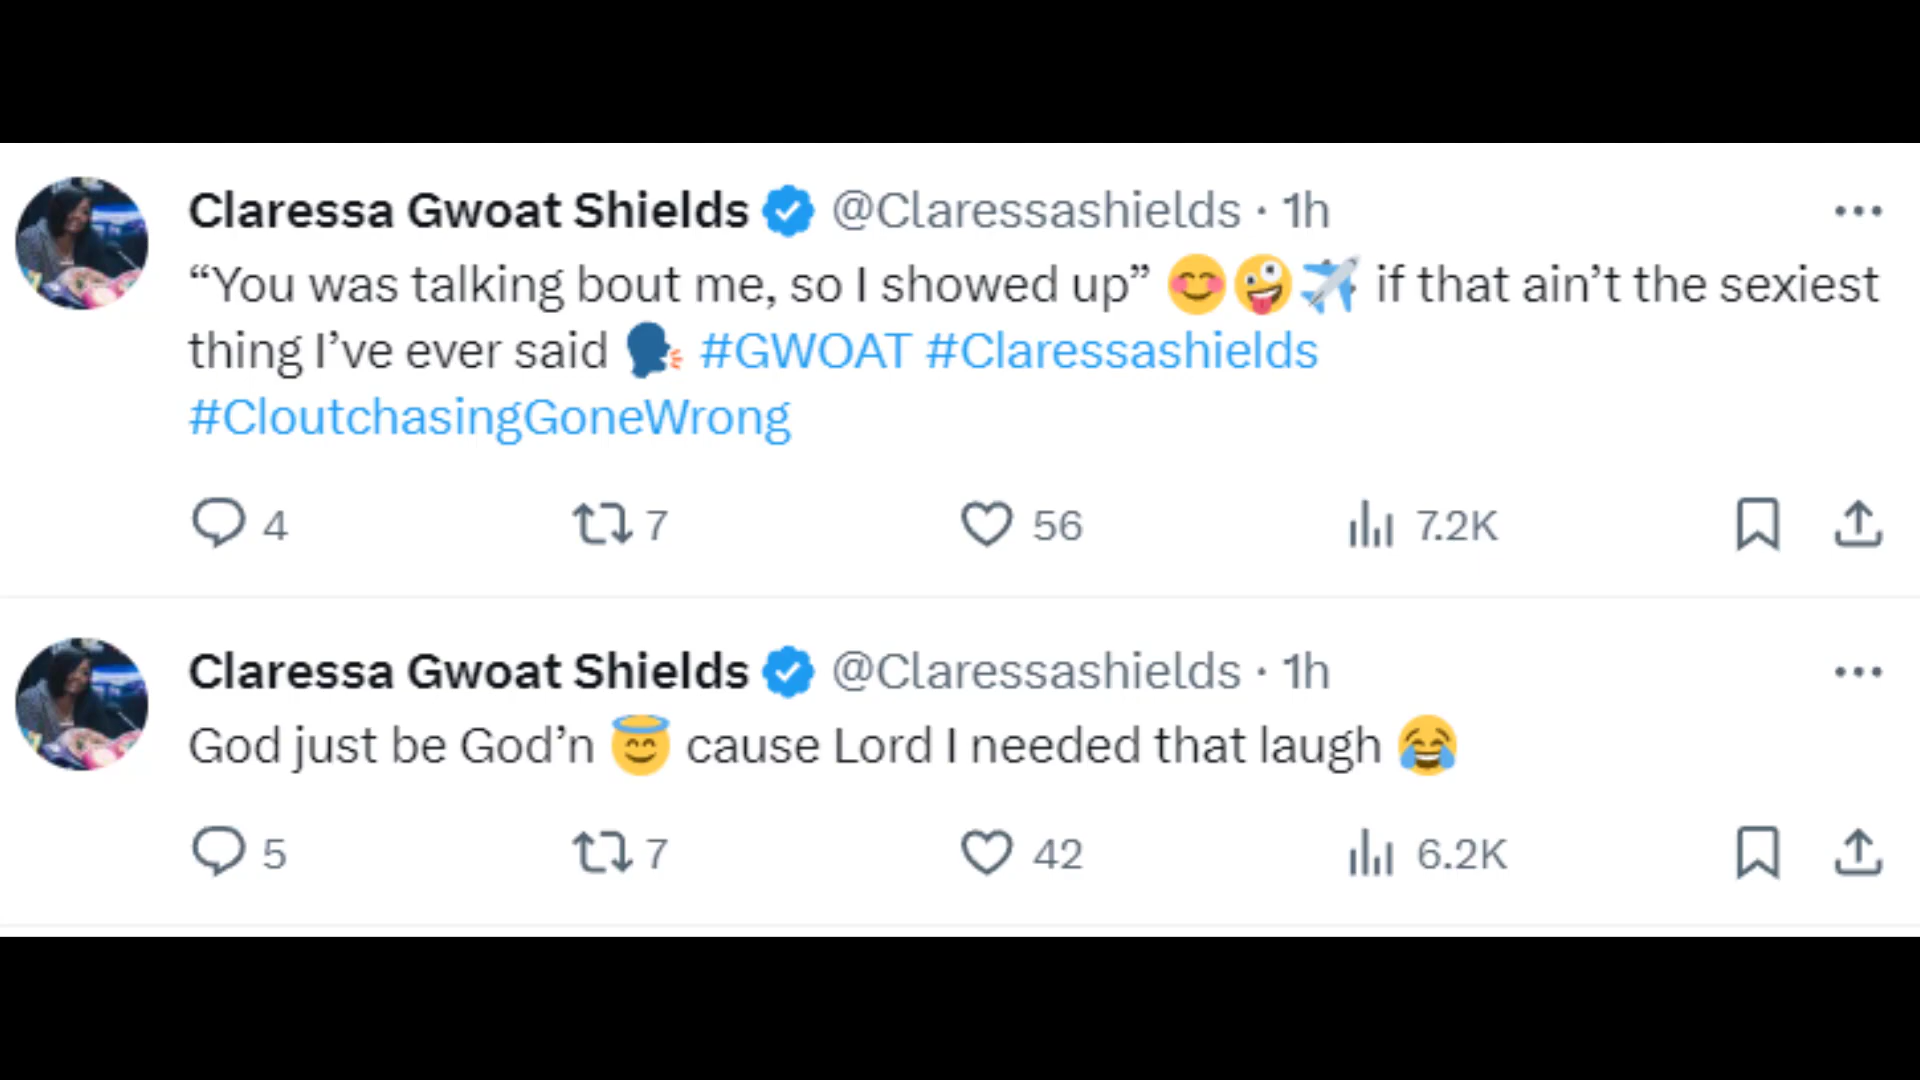 Claressa Gwoat Shields @Claressashields · 1h
“You was talking bout me, so I showed up” 😊🤪✈️ if that ain’t the sexiest
thing I’ve ever said 🗣️ #GWOAT #Claressashields
#CloutchasingGoneWrong
4 7 56 7.2K
Claressa Gwoat Shields @Claressashields · 1h
God just be God’n 😇 cause Lord I needed that laugh 😂
5 7 42 6.2K